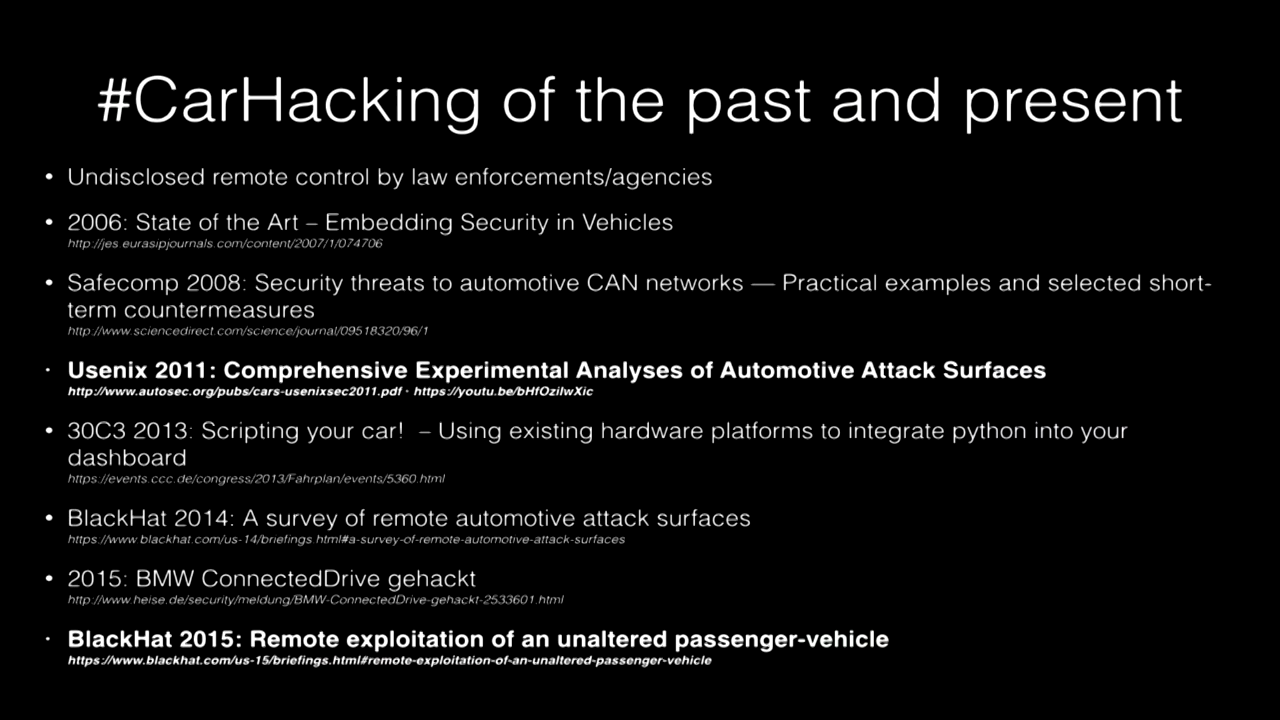 #CarHacking of the past and present
• Undisclosed remote control by law enforcements/agencies
• 2006: State of the Art – Embedding Security in Vehicles
http://jes.eurasipjournals.com/content/2007/1/074706
• Safecomp 2008: Security threats to automotive CAN networks — Practical examples and selected short-
term countermeasures
http://www.sciencedirect.com/science/journal/09518320/96/1
· Usenix 2011: Comprehensive Experimental Analyses of Automotive Attack Surfaces
http://www.autosec.org/pubs/cars-usenixsec2011.pdf · https://youtu.be/bHfOziIwXic
• 30C3 2013: Scripting your car! – Using existing hardware platforms to integrate python into your
dashboard
https://events.ccc.de/congress/2013/Fahrplan/events/5360.html
• BlackHat 2014: A survey of remote automotive attack surfaces
https://www.blackhat.com/us-14/briefings.html#a-survey-of-remote-automotive-attack-surfaces
• 2015: BMW ConnectedDrive gehackt
http://www.heise.de/security/meldung/BMW-ConnectedDrive-gehackt-2533601.html
· BlackHat 2015: Remote exploitation of an unaltered passenger-vehicle
https://www.blackhat.com/us-15/briefings.html#remote-exploitation-of-an-unaltered-passenger-vehicle